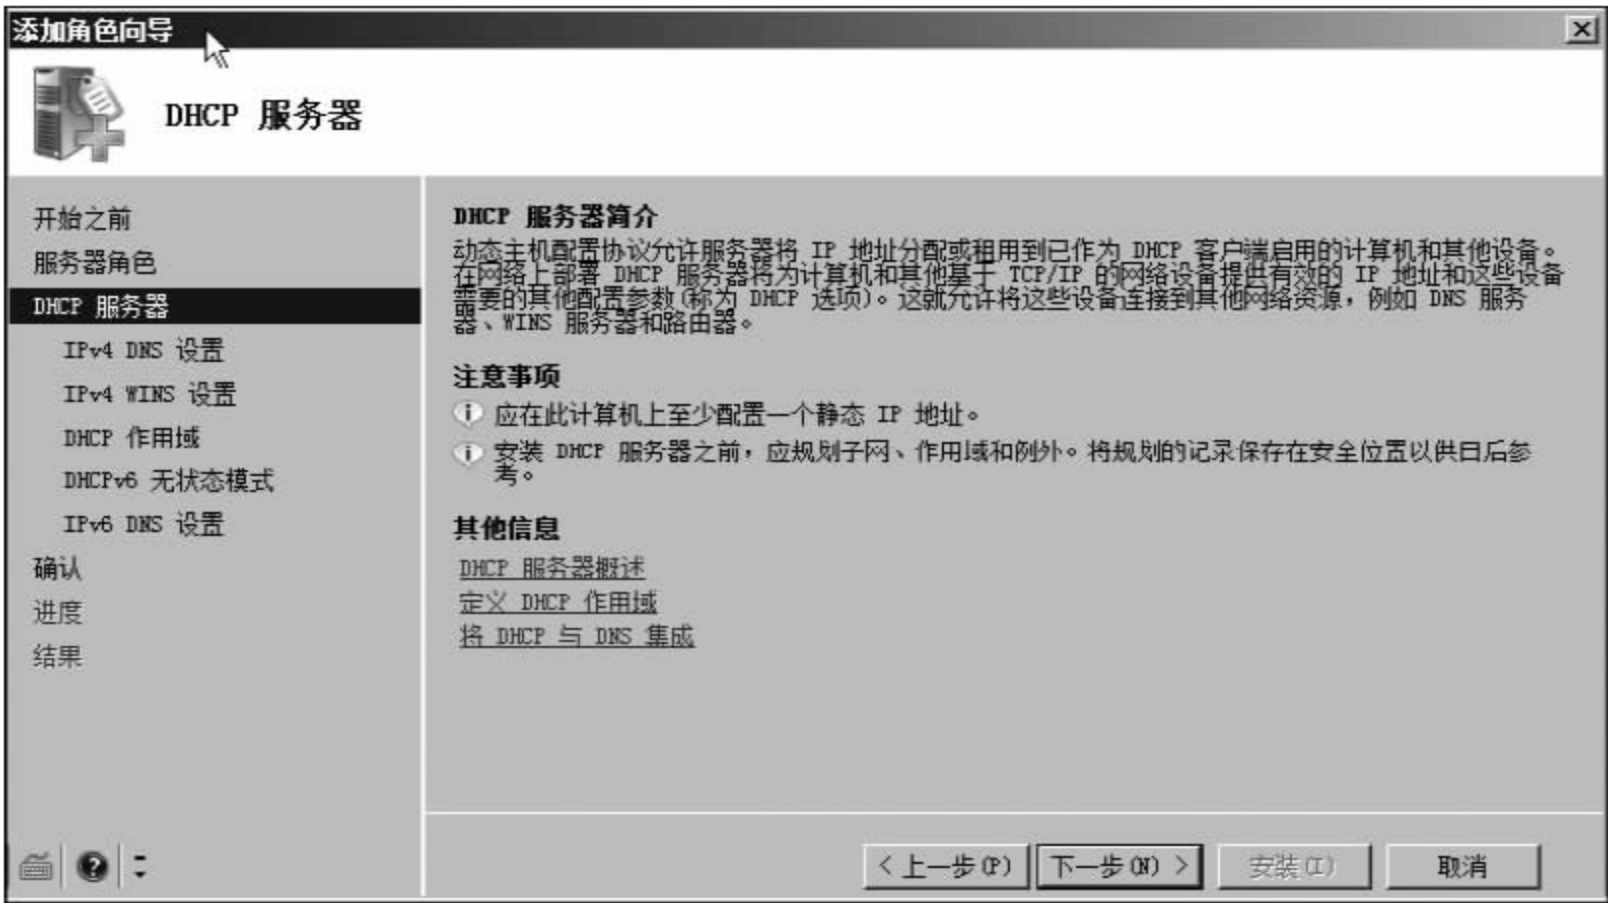 添加角色向导
DHCP 服务器
开始之前
服务器角色
DHCP 服务器
IPv4 DNS 设置
IPv4 WINS 设置
DHCP 作用域
DHCPv6 无状态模式
IPv6 DNS 设置
确认
进度
结果
DHCP 服务器简介
动态主机配置协议允许服务器将 IP 地址分配或租用到已作为 DHCP 客户端启用的计算机和其他设备。
在网络上部署 DHCP 服务器将为计算机和其他基于 TCP/IP 的网络设备提供有效的 IP 地址和这些设备
需要的其他配置参数(称为 DHCP 选项)。这就允许将这些设备连接到其他网络资源，例如 DNS 服务
器、WINS 服务器和路由器。
注意事项
应在此计算机上至少配置一个静态 IP 地址。
安装 DHCP 服务器之前，应规划子网、作用域和例外。将规划的记录保存在安全位置以供日后参
考。
其他信息
DHCP 服务器概述
定义 DHCP 作用域
将 DHCP 与 DNS 集成
< 上一步(P)
下一步(N) >
安装(I)
取消